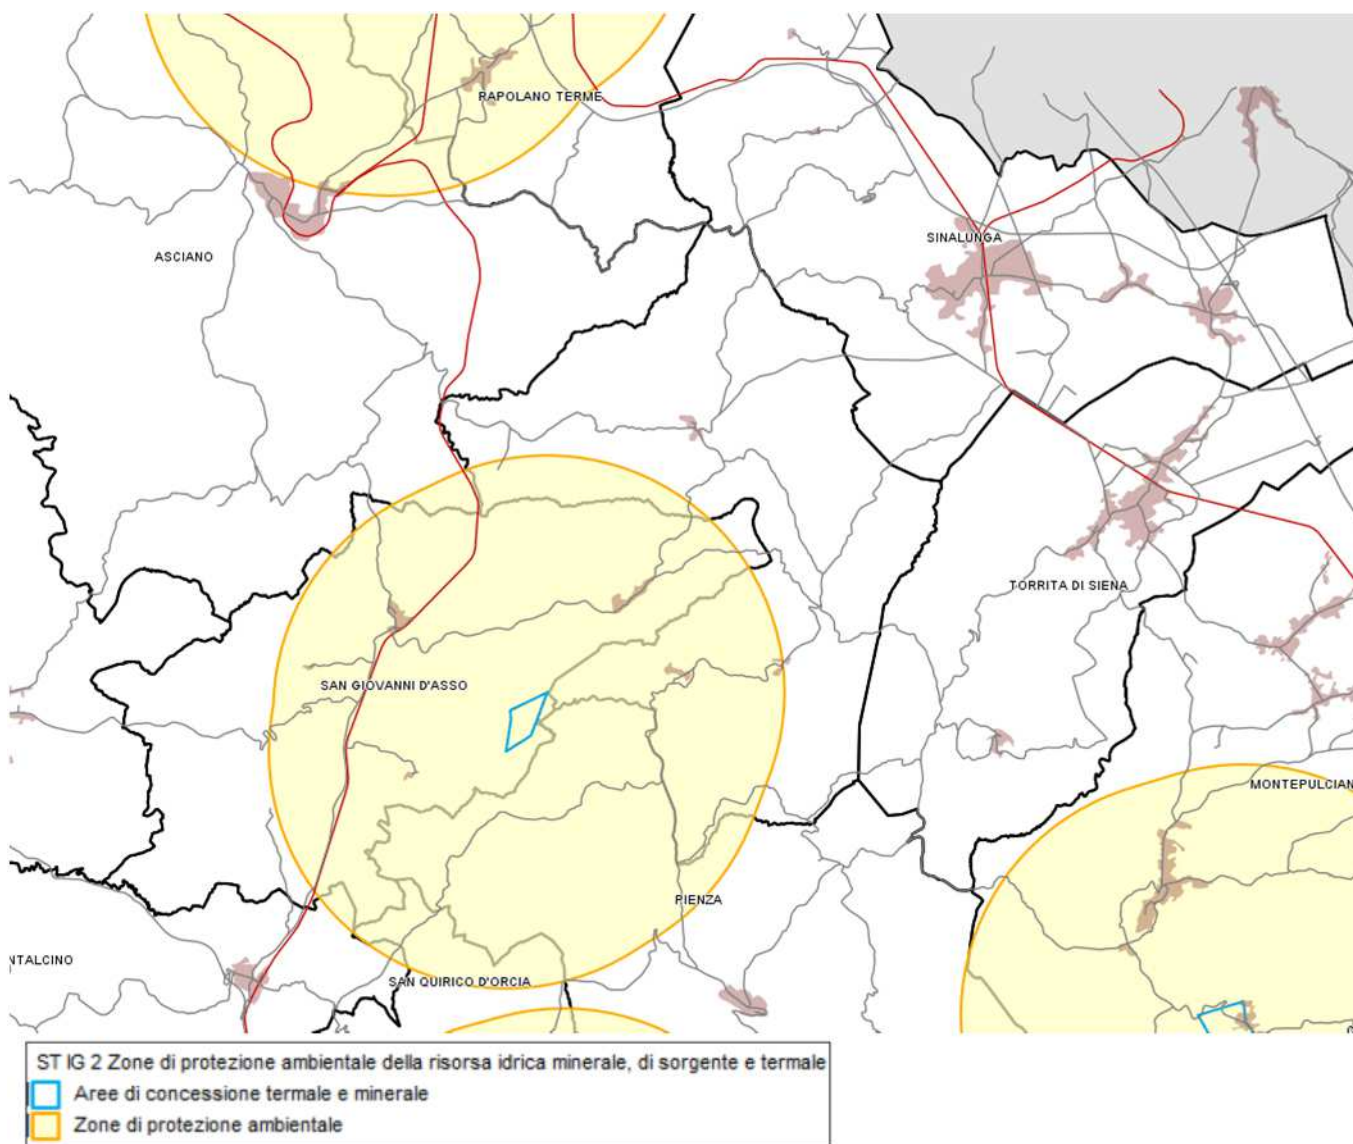 RAPOLANO TERME
SINALUNGA
ASCIANO
TORRITA DI SIENA
SAN GIOVANNI D'ASSO
MONTEPULCIAN
PIENZA
NTALCINO
SAN QUIRICO D'ORCIA
ST IG 2 Zone di protezione ambientale della risorsa idrica minerale, di sorgente e termale
Aree di concessione termale e minerale
Zone di protezione ambientale